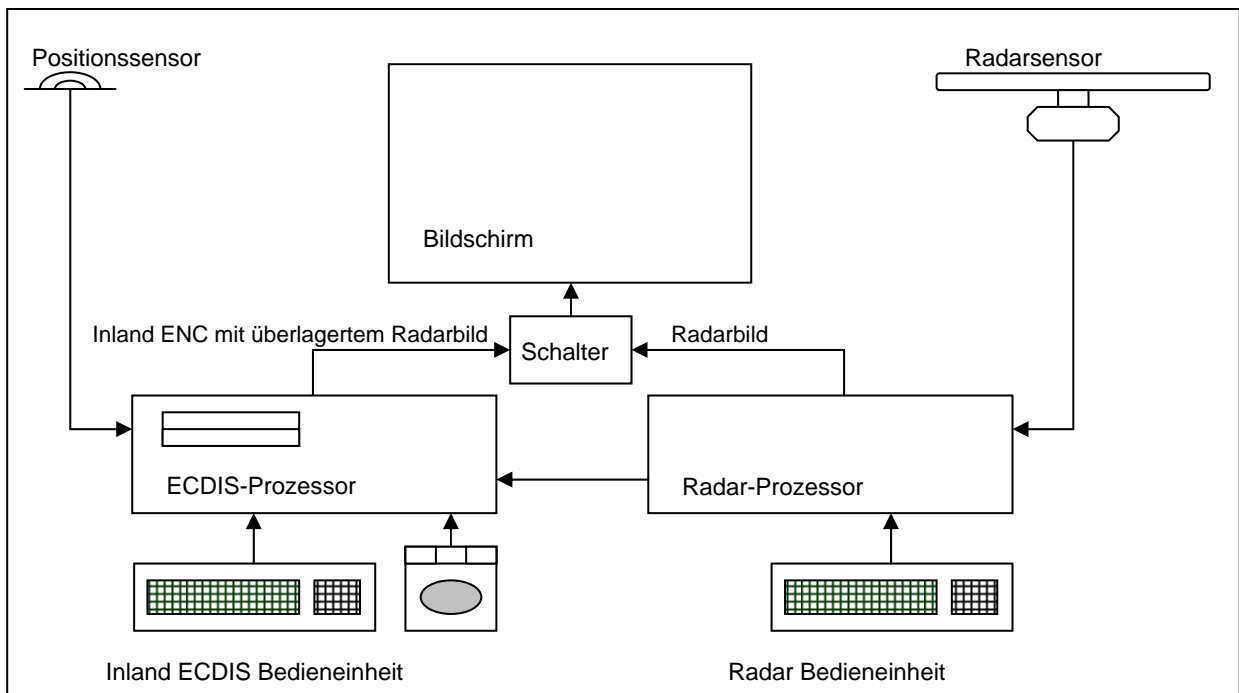 Positionssensor
Radarsensor
Bildschirm
Inland ENC mit überlagertem Radarbild
Schalter
Radarbild
ECDIS-Prozessor
Radar-Prozessor
Inland ECDIS Bedieneinheit
Radar Bedieneinheit